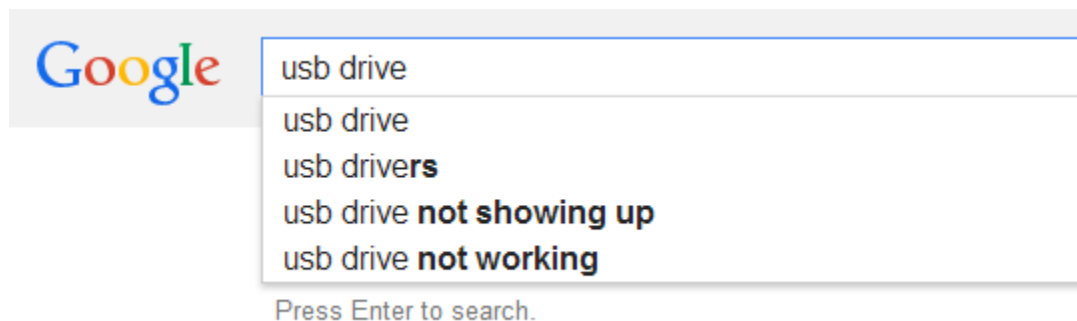 Google
usb drive
usb drive
usb drivers
usb drive not showing up
usb drive not working
Press Enter to search.